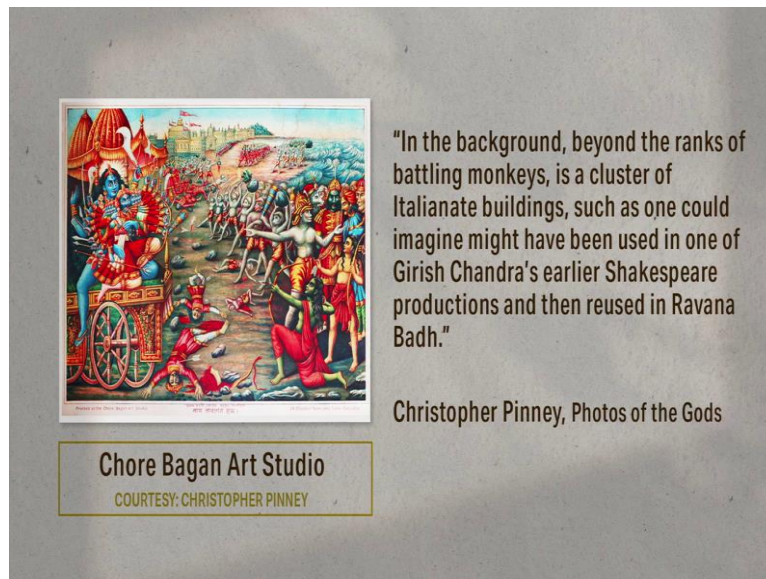 “In the background, beyond the ranks of
battling monkeys, is a cluster of
Italianate buildings, such as one could
imagine might have been used in one of
Girish Chandra’s earlier Shakespeare
productions and then reused in Ravana
Badh.”
Christopher Pinney, Photos of the Gods
Chore Bagan Art Studio
COURTESY: CHRISTOPHER PINNEY